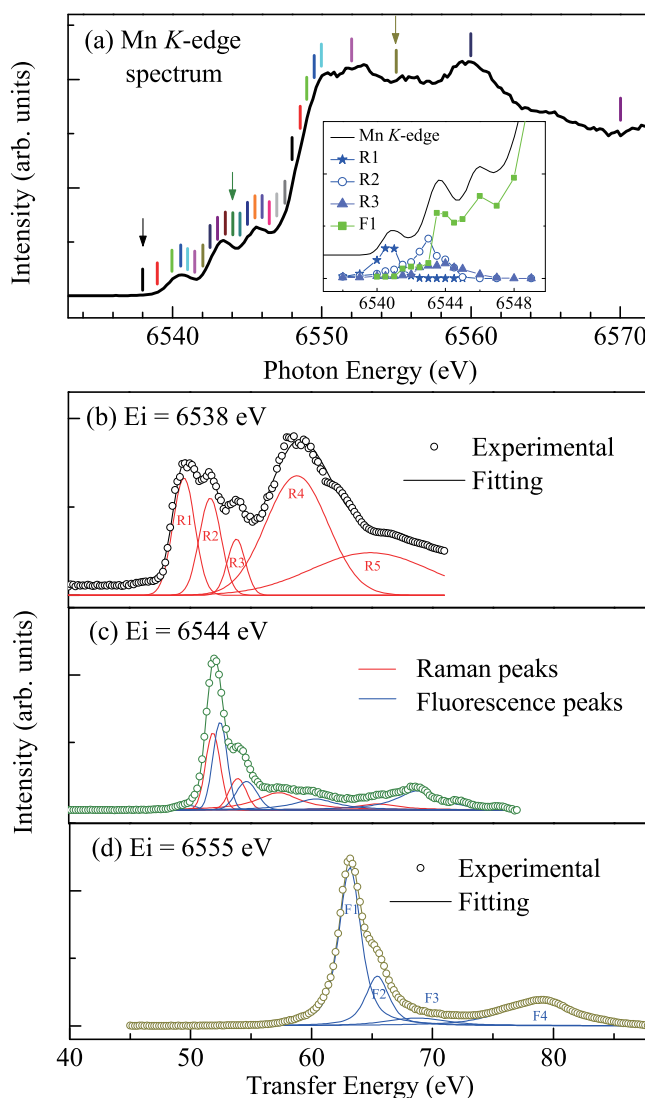 (a) Mn K-edge
spectrum
Intensity (arb. units)
Mn K-edge
R1
R2
R3
F1
6540 6544 6548
6540 6550 6560 6570
Photon Energy (eV)
(b) Ei = 6538 eV
Experimental
Fitting
R1
R2
R3
R4
R5
(c) Ei = 6544 eV
Raman peaks
Fluorescence peaks
Intensity (arb. units)
(d) Ei = 6555 eV
Experimental
Fitting
F1
F2
F3
F4
40 50 60 70 80
Transfer Energy (eV)